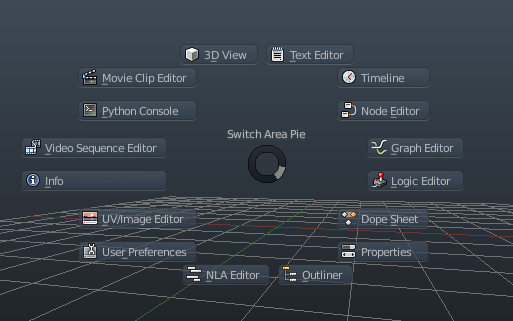 3D View Text Editor
Movie Clip Editor Timeline
Python Console Node Editor
Switch Area Pie
Video Sequence Editor Graph Editor
Info Logic Editor
UV/Image Editor Dope Sheet
User Preferences Properties
NLA Editor Outliner